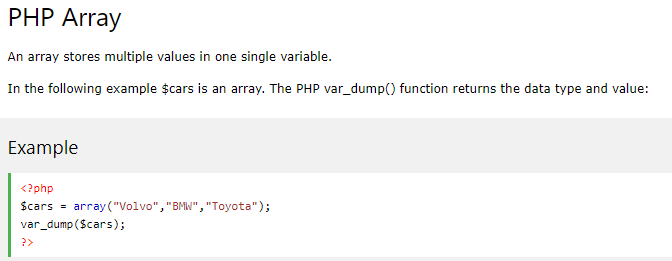 PHP Array
An array stores multiple values in one single variable.
In the following example $cars is an array. The PHP var_dump() function returns the data type and value:
Example
<?php
$cars = array("Volvo","BMW","Toyota");
var_dump($cars);
?>